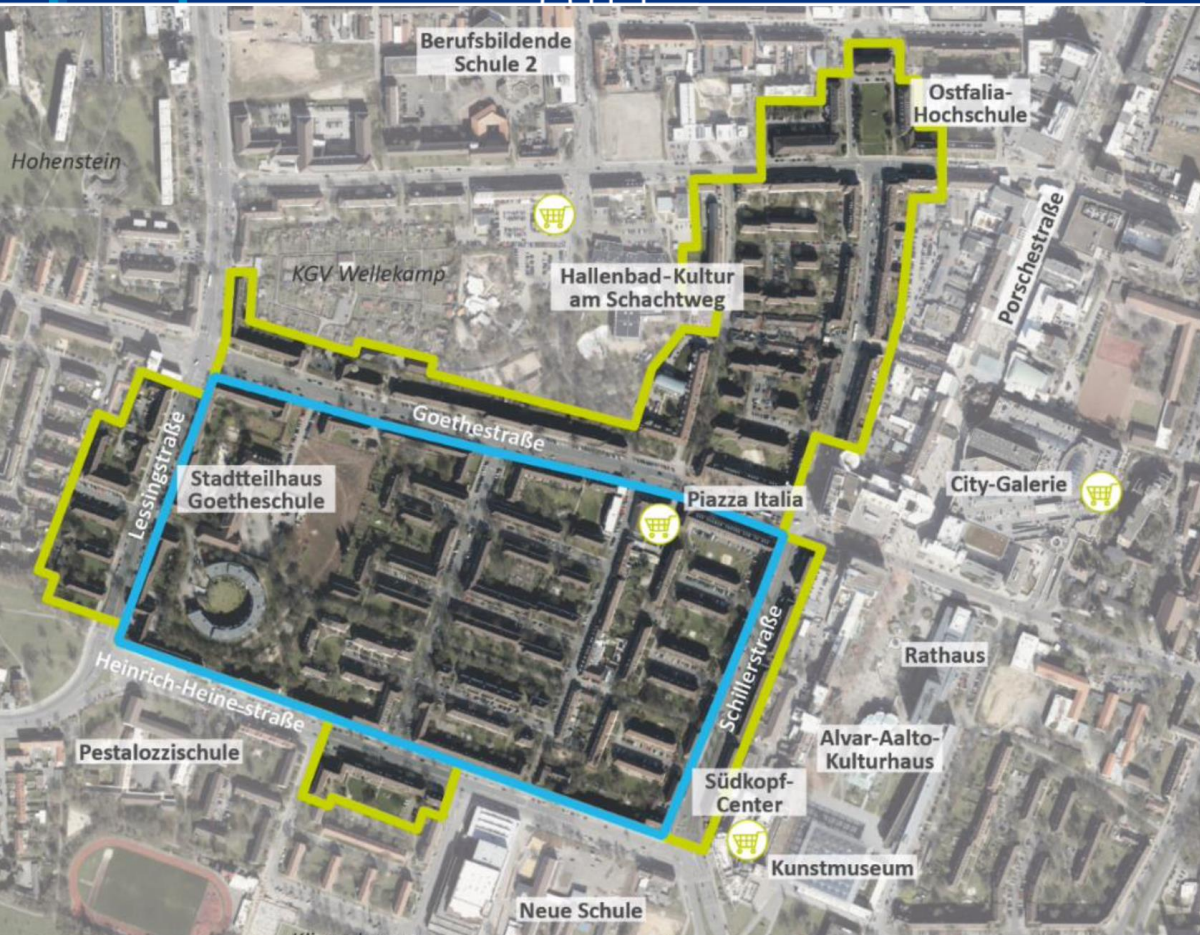 Berufsbildende
Schule 2
Ostfalia-
Hochschule
Hohenstein
Porschestraße
KGV Wellekamp
Hallenbad-Kultur
am Schachtweg
Goethestraße
Lessingstraße
Stadtteilhaus
Goetheschule
Piazza Italia
City-Galerie
Schillerstraße
Rathaus
Heinrich-Heine-straße
Pestalozzischule
Alvar-Aalto-
Kulturhaus
Südkopf-
Center
Kunstmuseum
Neue Schule